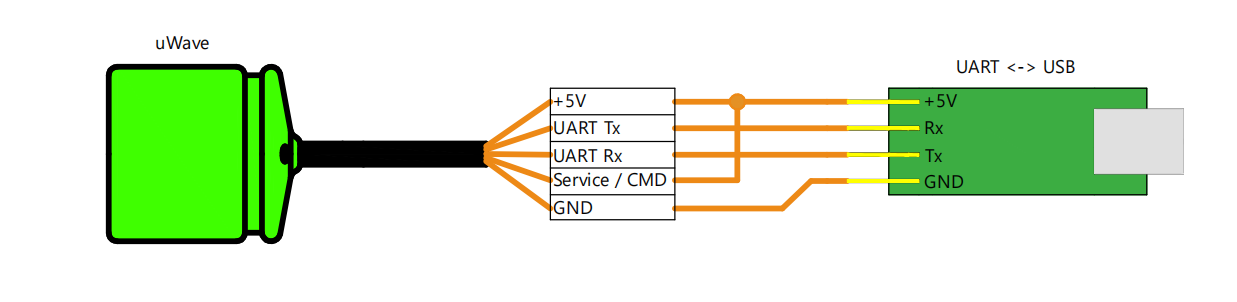 uWave
UART <-> USB
+5V
UART Tx
UART Rx
Service / CMD
GND
+5V
Rx
Tx
GND